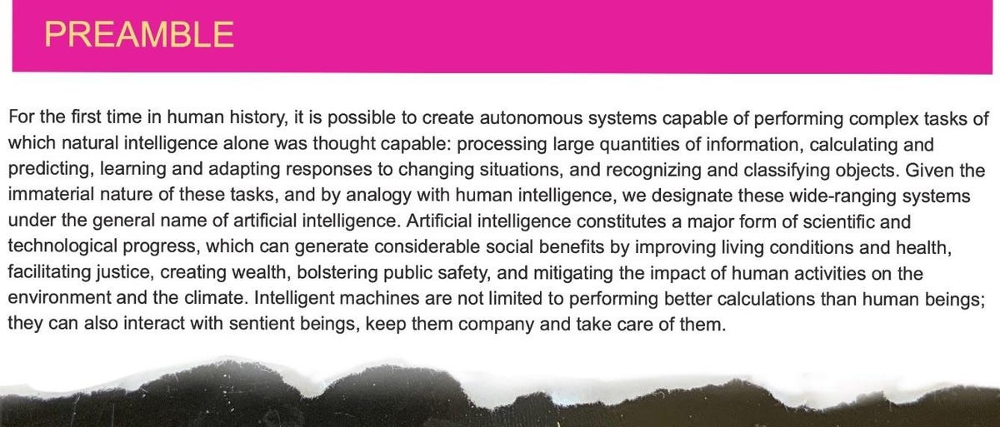 PREAMBLE
For the first time in human history, it is possible to create autonomous systems capable of performing complex tasks of
which natural intelligence alone was thought capable: processing large quantities of information, calculating and
predicting, learning and adapting responses to changing situations, and recognizing and classifying objects. Given the
immaterial nature of these tasks, and by analogy with human intelligence, we designate these wide-ranging systems
under the general name of artificial intelligence. Artificial intelligence constitutes a major form of scientific and
technological progress, which can generate considerable social benefits by improving living conditions and health,
facilitating justice, creating wealth, bolstering public safety, and mitigating the impact of human activities on the
environment and the climate. Intelligent machines are not limited to performing better calculations than human beings;
they can also interact with sentient beings, keep them company and take care of them.